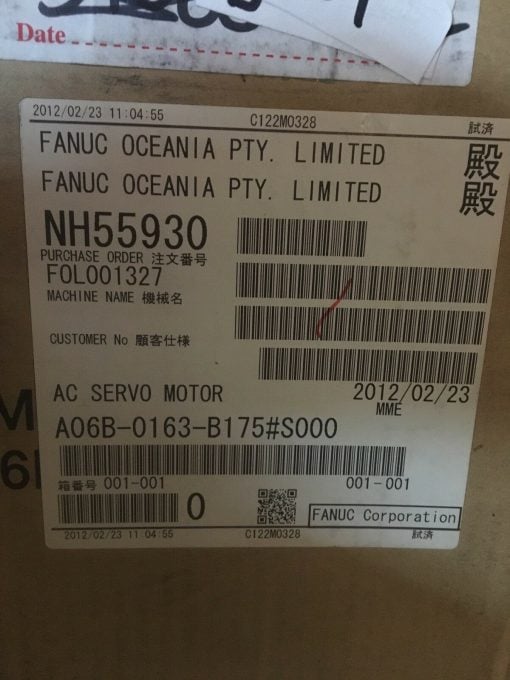 Date
2012/02/23 11:04:55 C122M0328 試済
FANUC OCEANIA PTY. LIMITED 殿
FANUC OCEANIA PTY. LIMITED 殿
NH55930
PURCHASE ORDER 注文番号
FOL001327
MACHINE NAME 機械名
CUSTOMER No 顧客仕様
AC SERVO MOTOR 2012/02/23
MME
A06B-0163-B175#S000
箱番号 001-001 001-001
0 FANUC Corporation
2012/02/23 11:04:55 C122M0328 試済